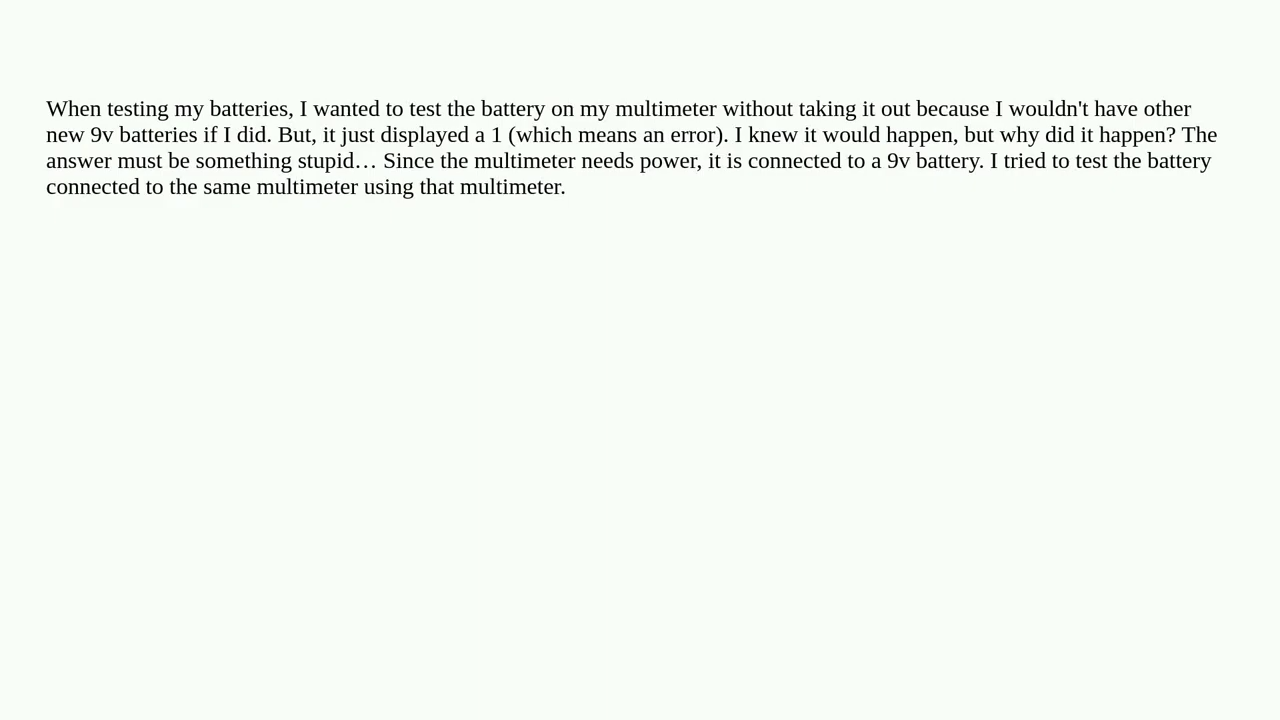 When testing my batteries, I wanted to test the battery on my multimeter without taking it out because I wouldn't have other
new 9v batteries if I did. But, it just displayed a 1 (which means an error). I knew it would happen, but why did it happen? The
answer must be something stupid… Since the multimeter needs power, it is connected to a 9v battery. I tried to test the battery
connected to the same multimeter using that multimeter.